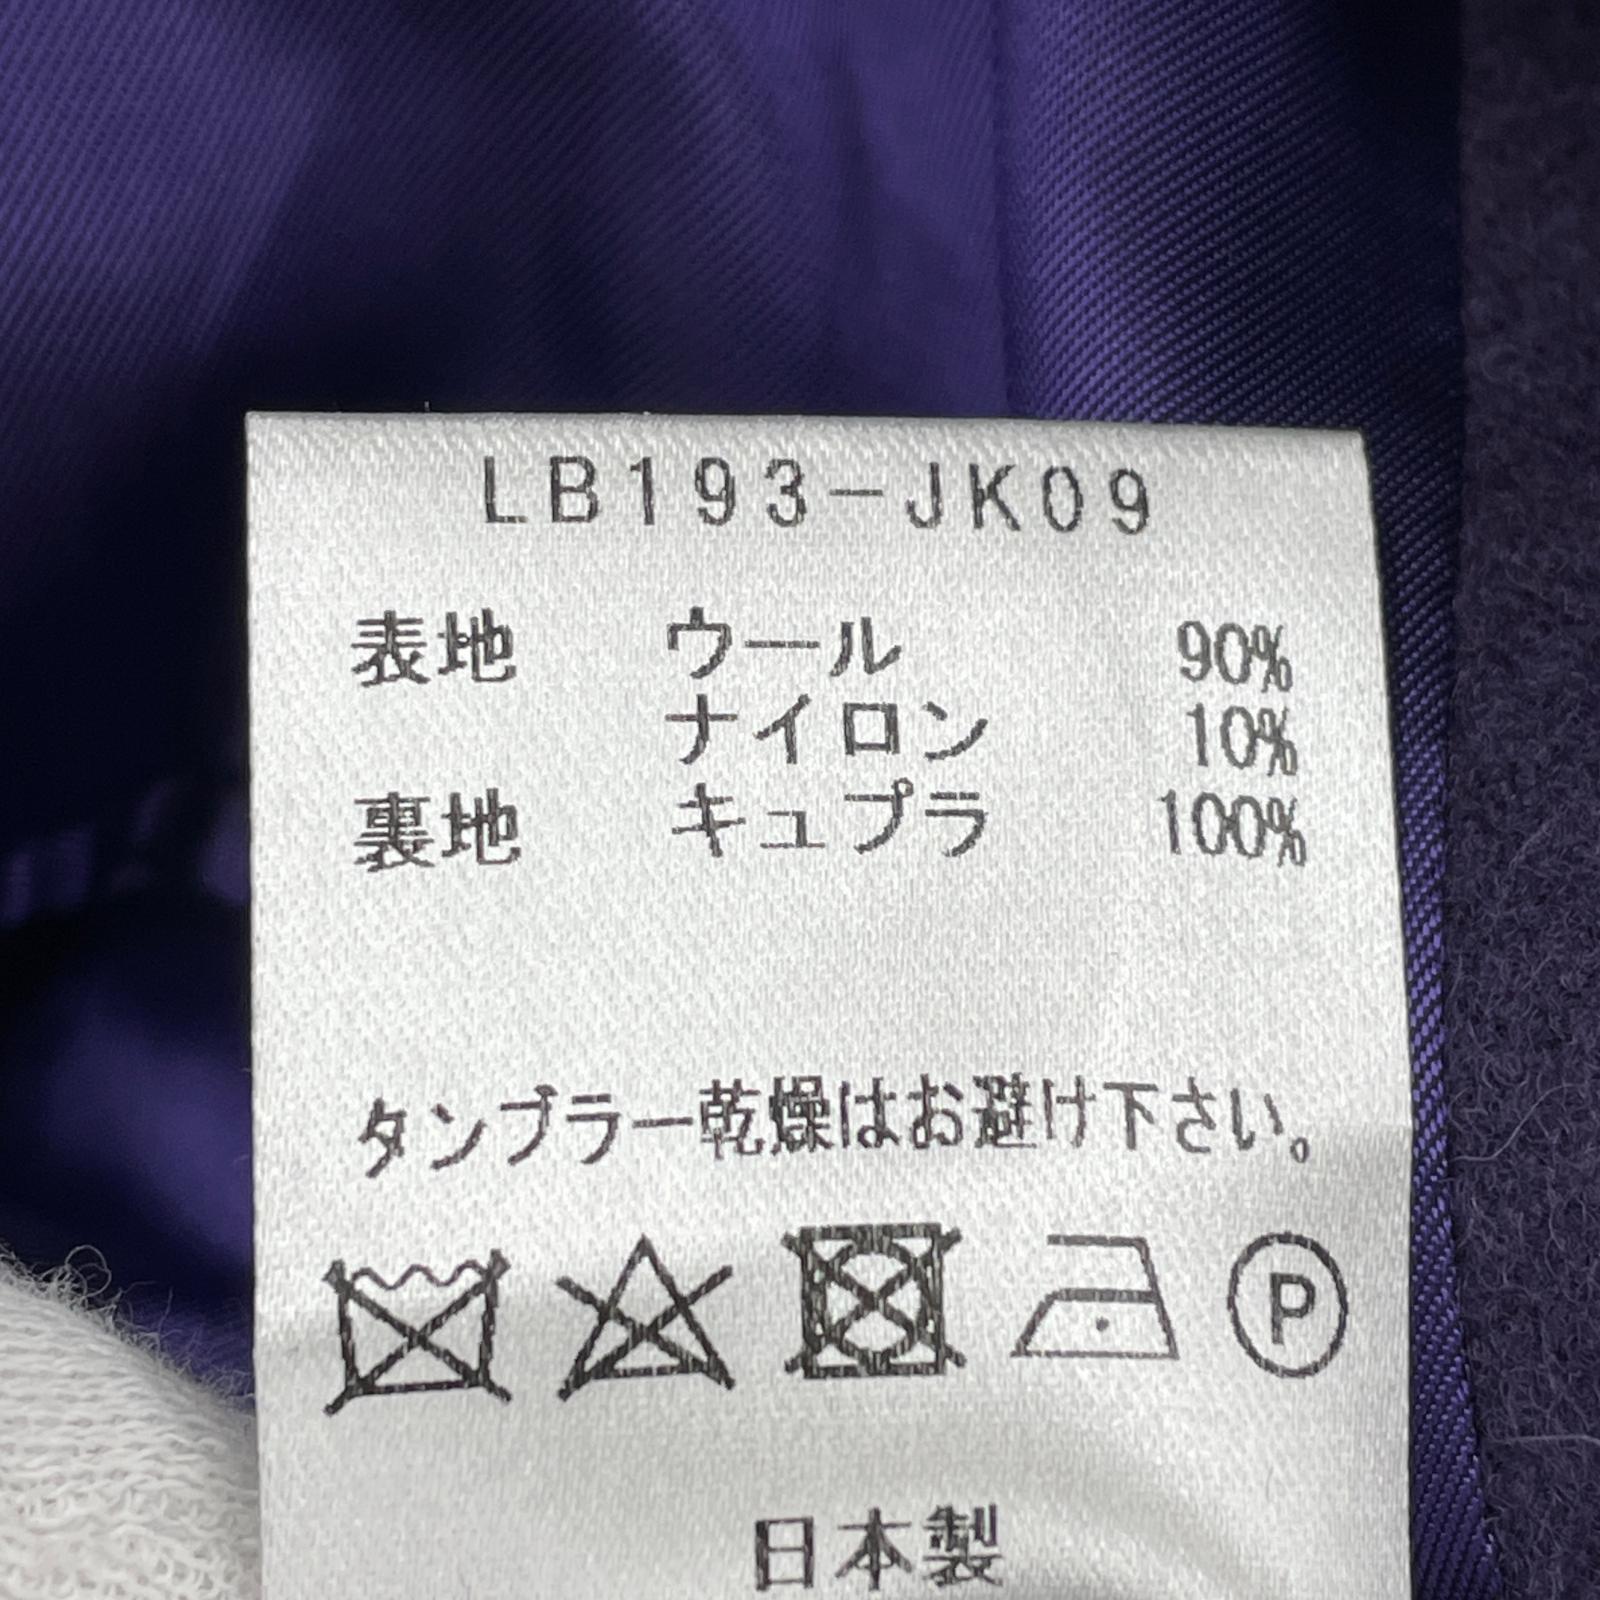 LB193-JK09
表地 ウール 90%
ナイロン 10%
裏地 キュプラ 100%
タンブラー乾燥はお避け下さい。
P
日本製